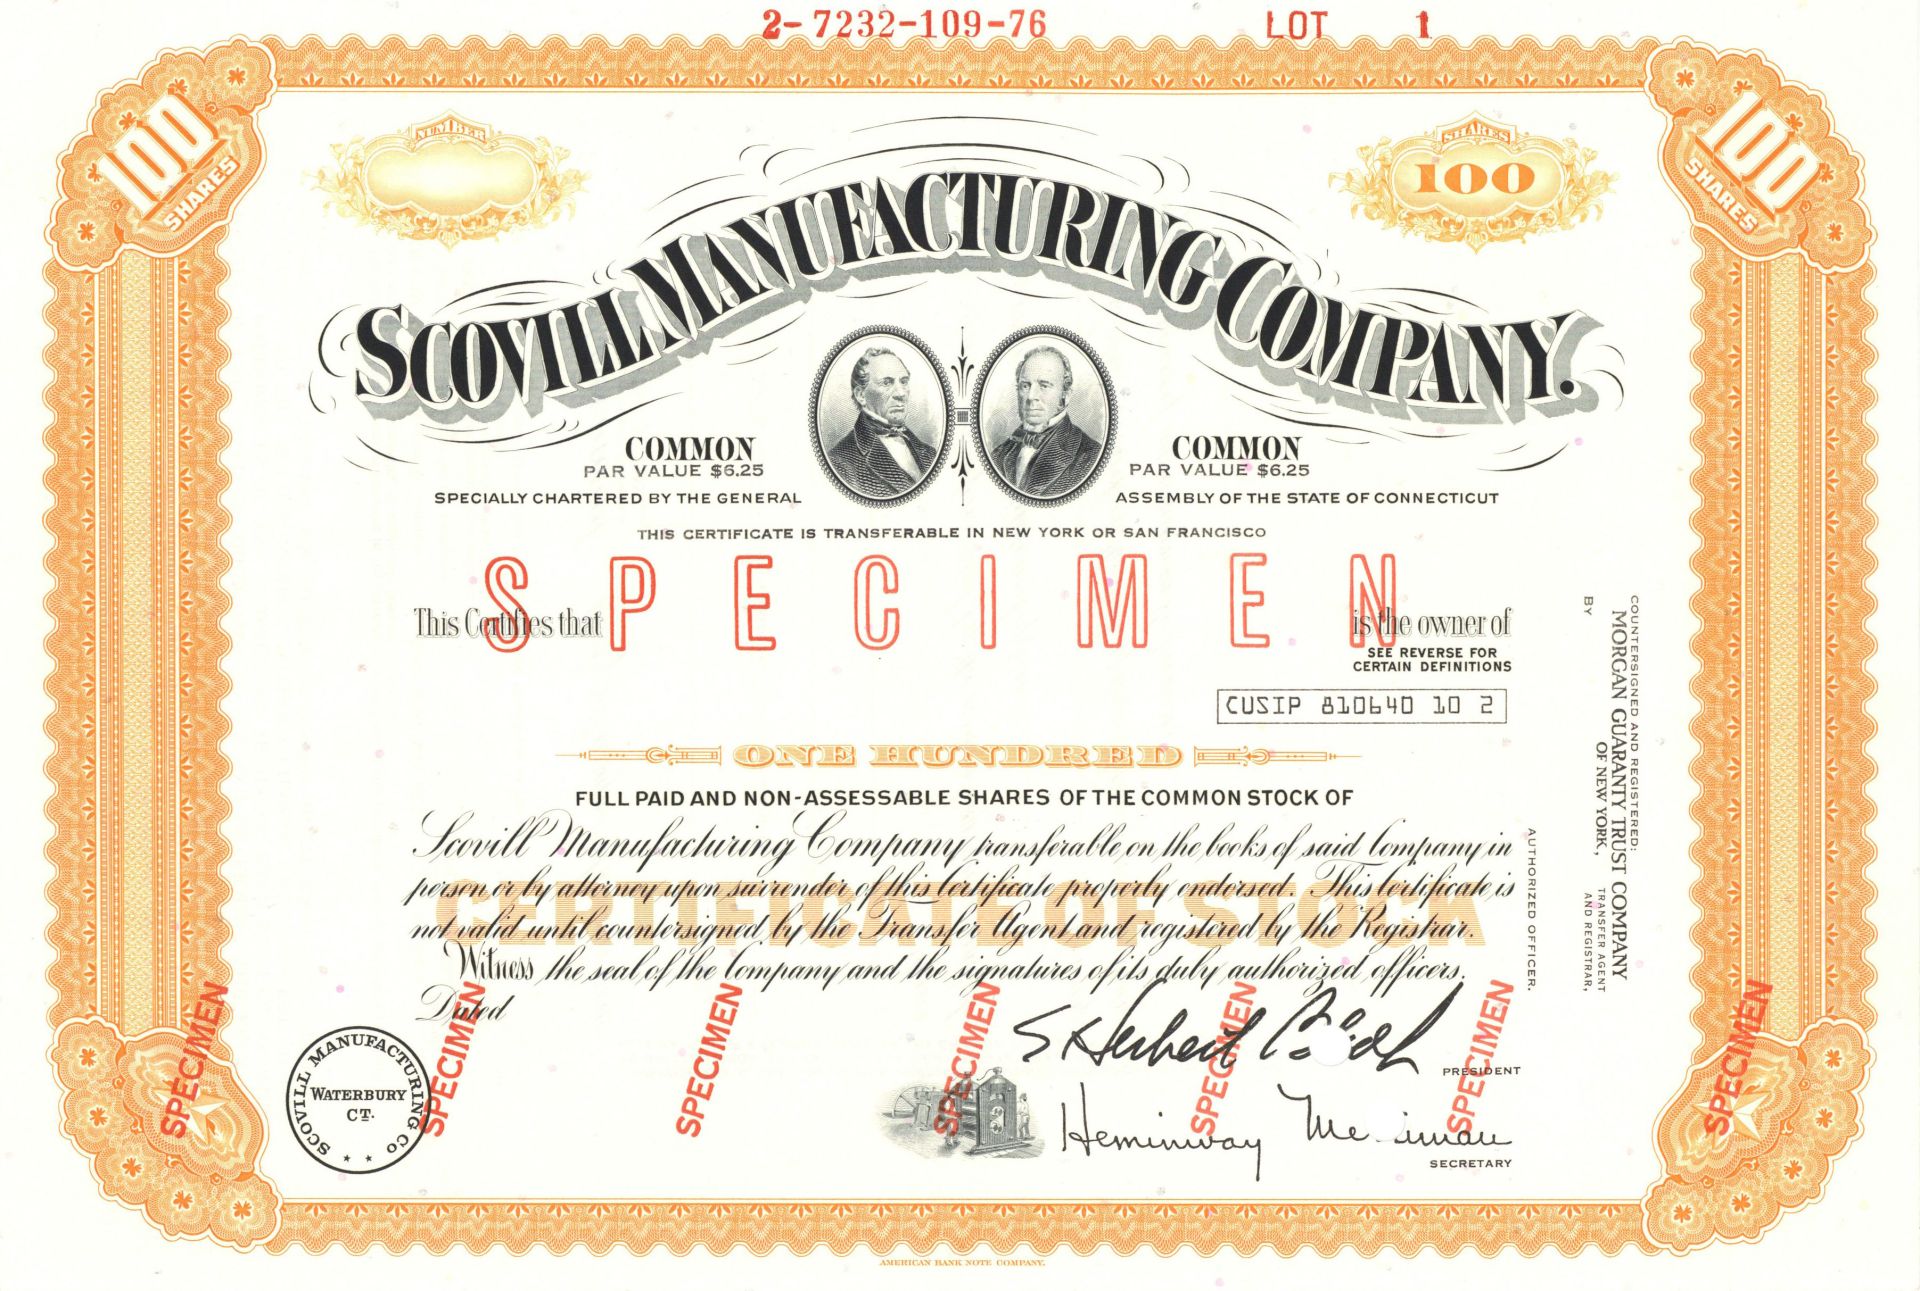 2-7232-109-76 LOT 1
100 SHARES
NUMBER
SHARES
100
100 SHARES
SCOVILL MANUFACTURING COMPANY.
COMMON
PAR VALUE $6.25
COMMON
PAR VALUE $6.25
SPECIALLY CHARTERED BY THE GENERAL ASSEMBLY OF THE STATE OF CONNECTICUT
THIS CERTIFICATE IS TRANSFERABLE IN NEW YORK OR SAN FRANCISCO
SPECIMEN
This Certifies that is the owner of
SEE REVERSE FOR
CERTAIN DEFINITIONS
CUSIP 810640 10 2
ONE HUNDRED
FULL PAID AND NON-ASSESSABLE SHARES OF THE COMMON STOCK OF
Scovill Manufacturing Company transferable on the books of said Company in
person or by attorney upon surrender of this Certificate properly endorsed. This Certificate is
not valid until countersigned by the Transfer Agent and registered by the Registrar.
CERTIFICATE OF STOCK
Witness the seal of the Company and the signatures of its duly authorized officers.
Dated
SPECIMEN
SPECIMEN
SPECIMEN
SPECIMEN
SPECIMEN
SPECIMEN
SPECIMEN
SCOVILL MANUFACTURING CO
WATERBURY
CT.
PRESIDENT
Heminway
SECRETARY
COUNTERSIGNED AND REGISTERED:
MORGAN GUARANTY TRUST COMPANY
OF NEW YORK,
TRANSFER AGENT
AND REGISTRAR,
BY
AUTHORIZED OFFICER.
AMERICAN BANK NOTE COMPANY.